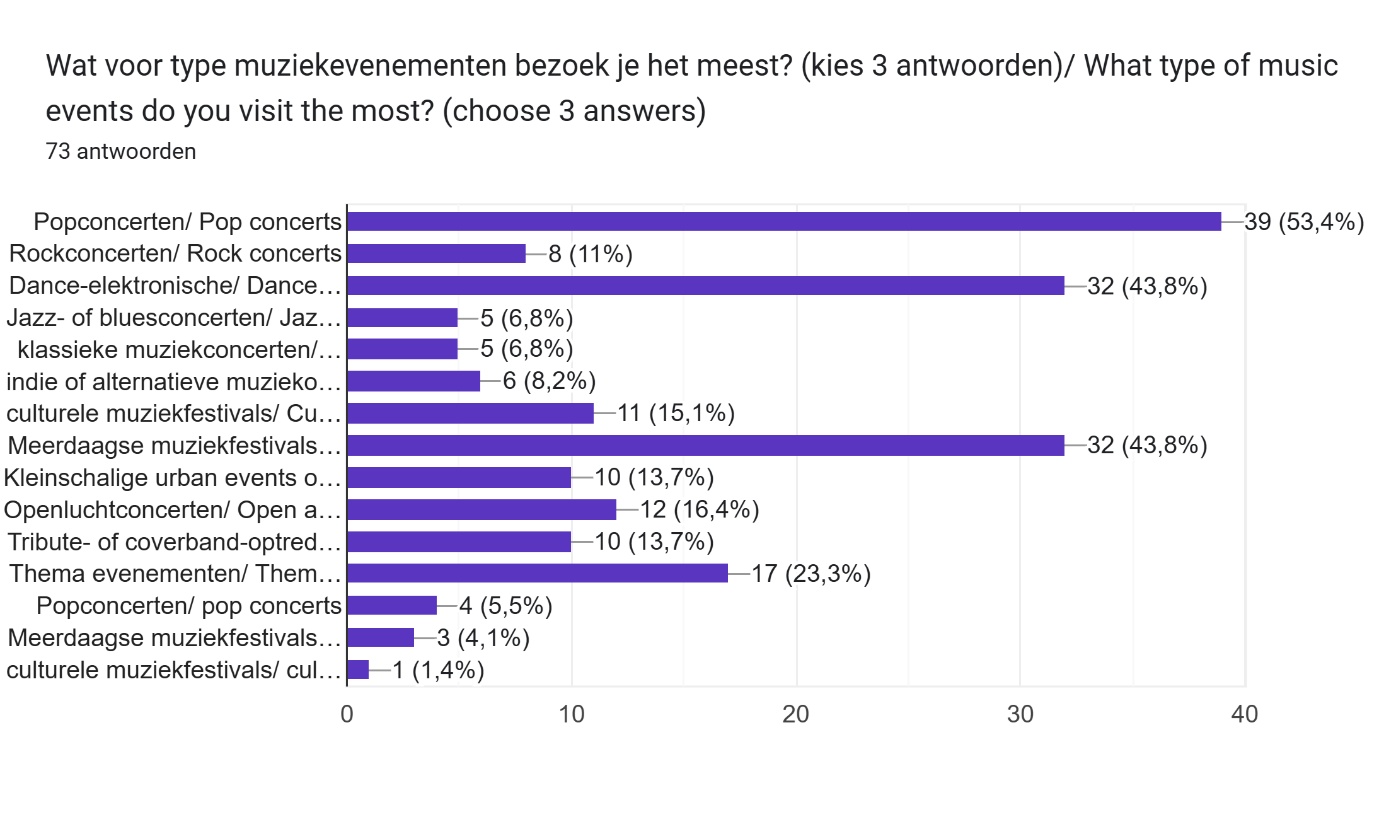 Wat voor type muziekevenementen bezoek je het meest? (kies 3 antwoorden)/ What type of music
events do you visit the most? (choose 3 answers)
73 antwoorden
Popconcerten/ Pop concerts 39 (53,4%)
Rockconcerten/ Rock concerts 8 (11%)
Dance-elektronische/ Dance… 32 (43,8%)
Jazz- of bluesconcerten/ Jaz… 5 (6,8%)
klassieke muziekconcerten/… 5 (6,8%)
indie of alternatieve muzieko… 6 (8,2%)
culturele muziekfestivals/ Cu… 11 (15,1%)
Meerdaagse muziekfestivals… 32 (43,8%)
Kleinschalige urban events o… 10 (13,7%)
Openluchtconcerten/ Open a… 12 (16,4%)
Tribute- of coverband-optred… 10 (13,7%)
Thema evenementen/ Them… 17 (23,3%)
Popconcerten/ pop concerts 4 (5,5%)
Meerdaagse muziekfestivals… 3 (4,1%)
culturele muziekfestivals/ cul… 1 (1,4%)
0 10 20 30 40